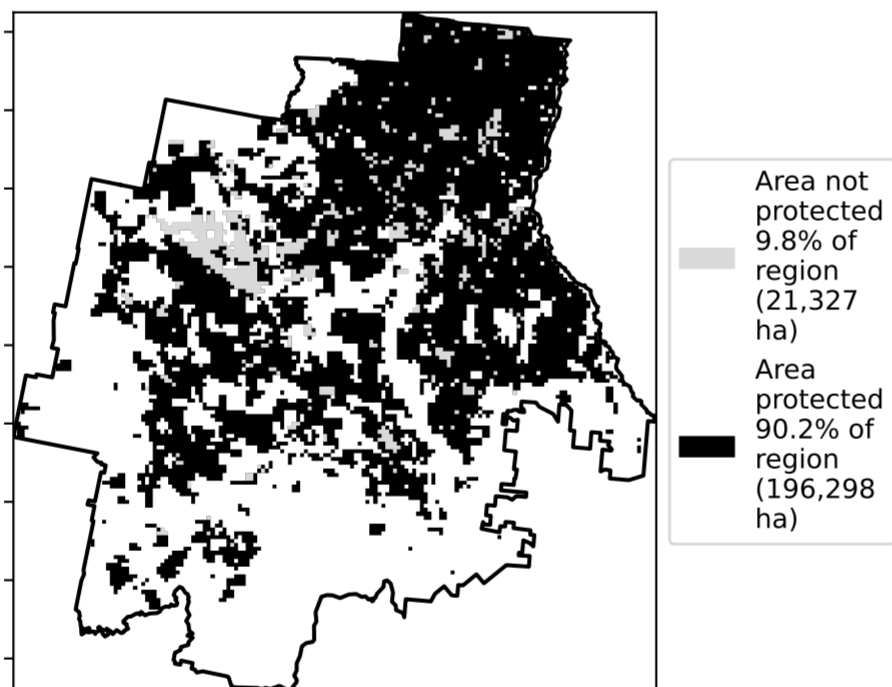 Area not
protected
9.8% of
region
(21,327
ha)
Area
protected
90.2% of
region
(196,298
ha)